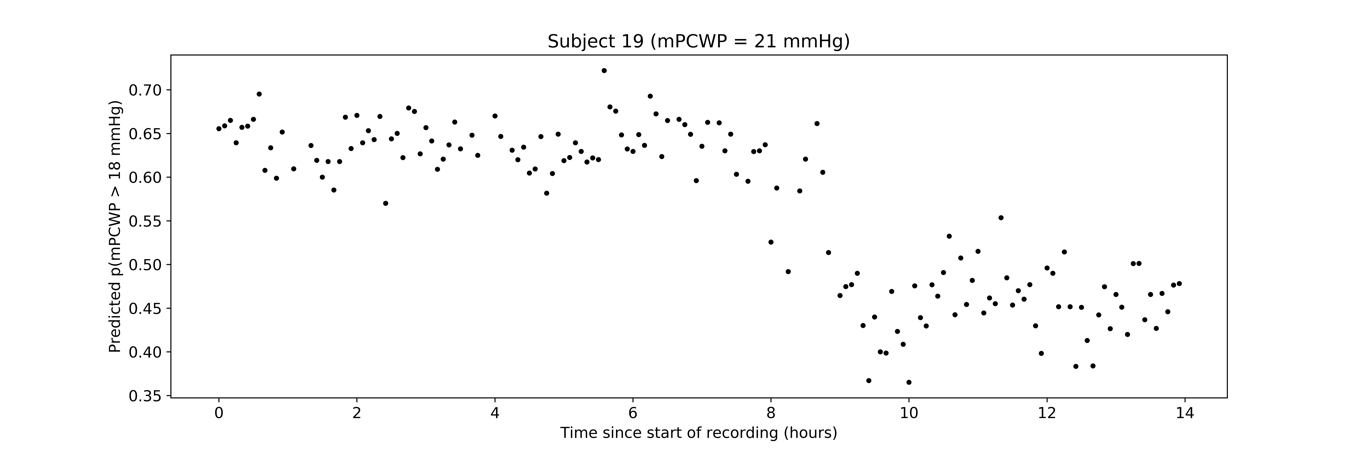 Subject 19 (mPCWP = 21 mmHg)
Predicted p(mPCWP > 18 mmHg)
0.70
0.65
0.60
0.55
0.50
0.45
0.40
0.35
0 2 4 6 8 10 12 14
Time since start of recording (hours)